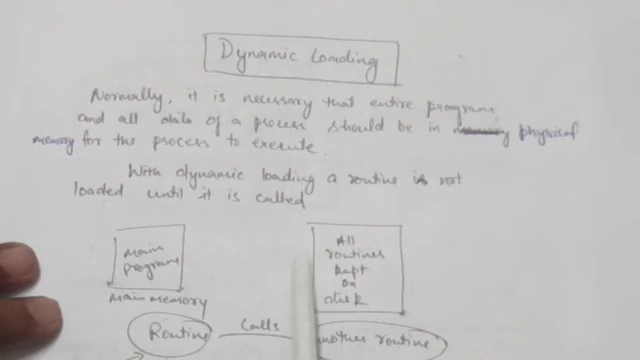 Dynamic Loading
Normally, it is necessary that entire program
and all data of a process should be in physical
memory for the process to execute.
With dynamic loading a routine is not
loaded until it is called
Main
Program
Main memory
All
routines
kept
on
disk
Routine
Calls
another routine